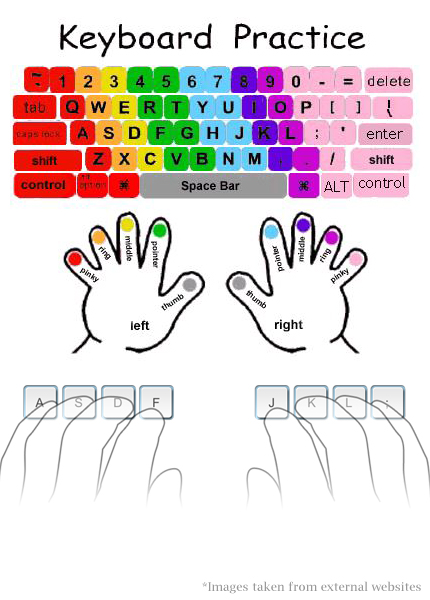 Keyboard Practice
~ 1 2 3 4 5 6 7 8 9 0 - = delete
tab Q W E R T Y U I O P [ ] \
caps lock A S D F G H J K L ; ' enter
shift Z X C V B N M , . / shift
control alt option ⌘ Space Bar ⌘ ALT control
pinky ring middle pointer thumb
thumb pointer middle ring pinky
left right
A S D F J K L ;
*Images taken from external websites